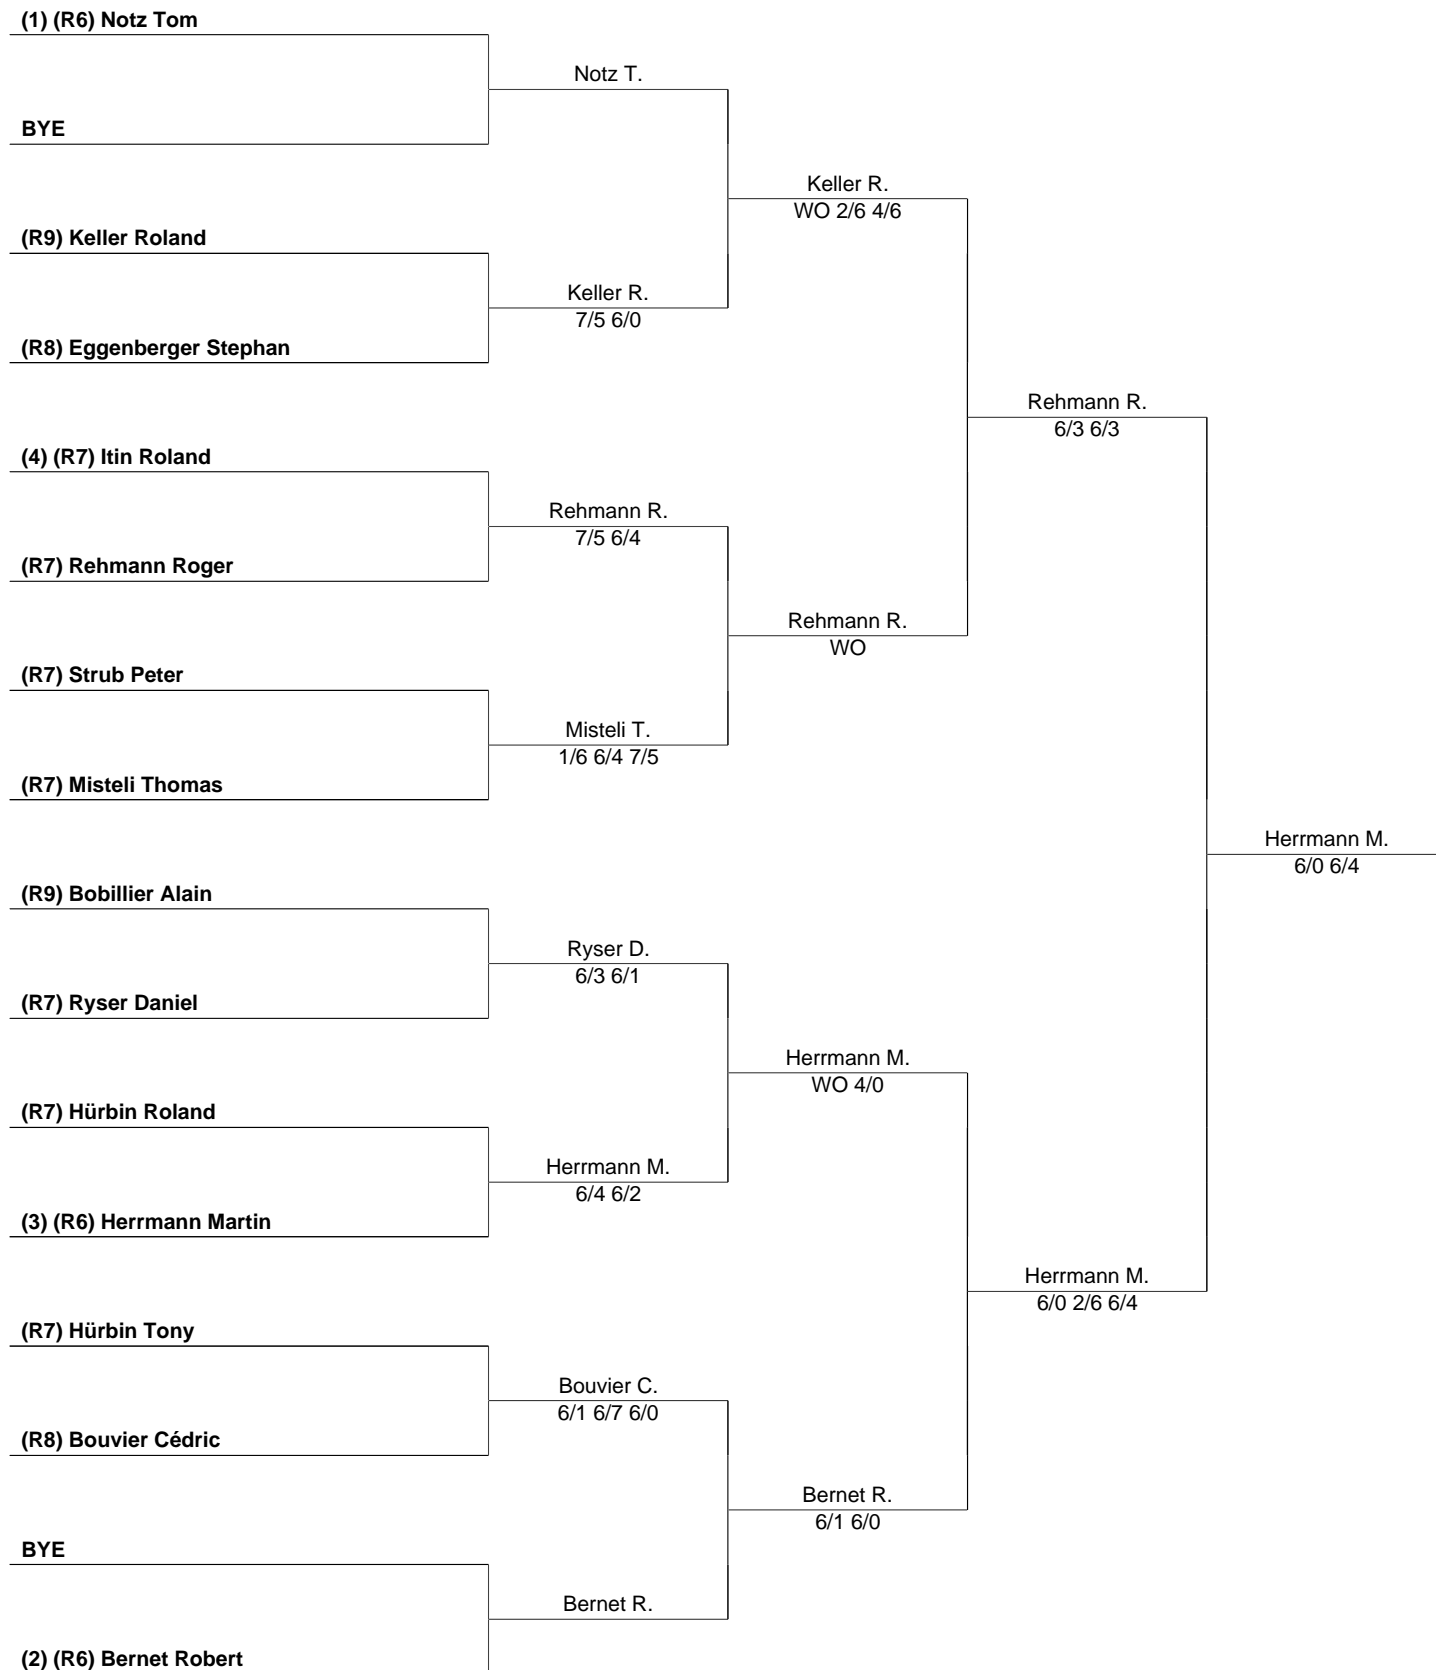 (1) (R6) Notz Tom
Notz T.
BYE
Keller R.
WO 2/6 4/6
(R9) Keller Roland
Keller R.
7/5 6/0
(R8) Eggenberger Stephan
Rehmann R.
6/3 6/3
(4) (R7) Itin Roland
Rehmann R.
7/5 6/4
(R7) Rehmann Roger
Rehmann R.
WO
(R7) Strub Peter
Misteli T.
1/6 6/4 7/5
(R7) Misteli Thomas
Herrmann M.
6/0 6/4
(R9) Bobillier Alain
Ryser D.
6/3 6/1
(R7) Ryser Daniel
Herrmann M.
WO 4/0
(R7) Hürbin Roland
Herrmann M.
6/4 6/2
(3) (R6) Herrmann Martin
Herrmann M.
6/0 2/6 6/4
(R7) Hürbin Tony
Bouvier C.
6/1 6/7 6/0
(R8) Bouvier Cédric
Bernet R.
6/1 6/0
BYE
Bernet R.
(2) (R6) Bernet Robert